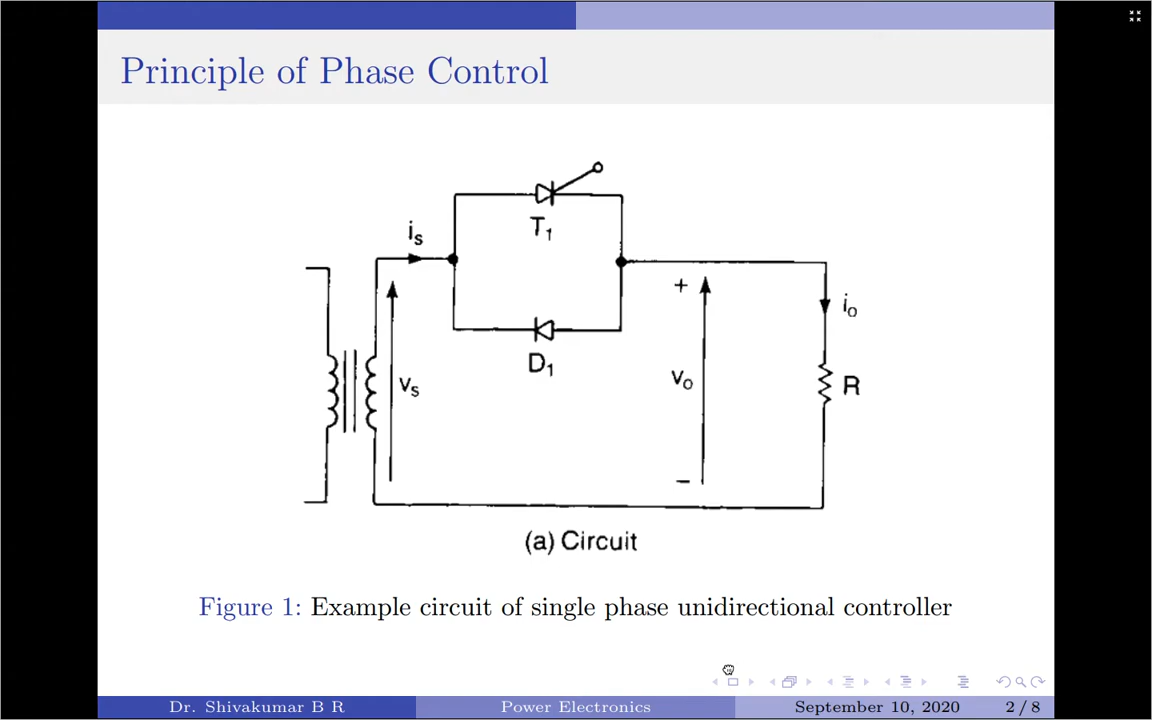 Principle of Phase Control
T1
is
+
io
D1
vs
vo
R
−
(a) Circuit
Figure 1: Example circuit of single phase unidirectional controller
Dr. Shivakumar B R
Power Electronics
September 10, 2020
2 / 8